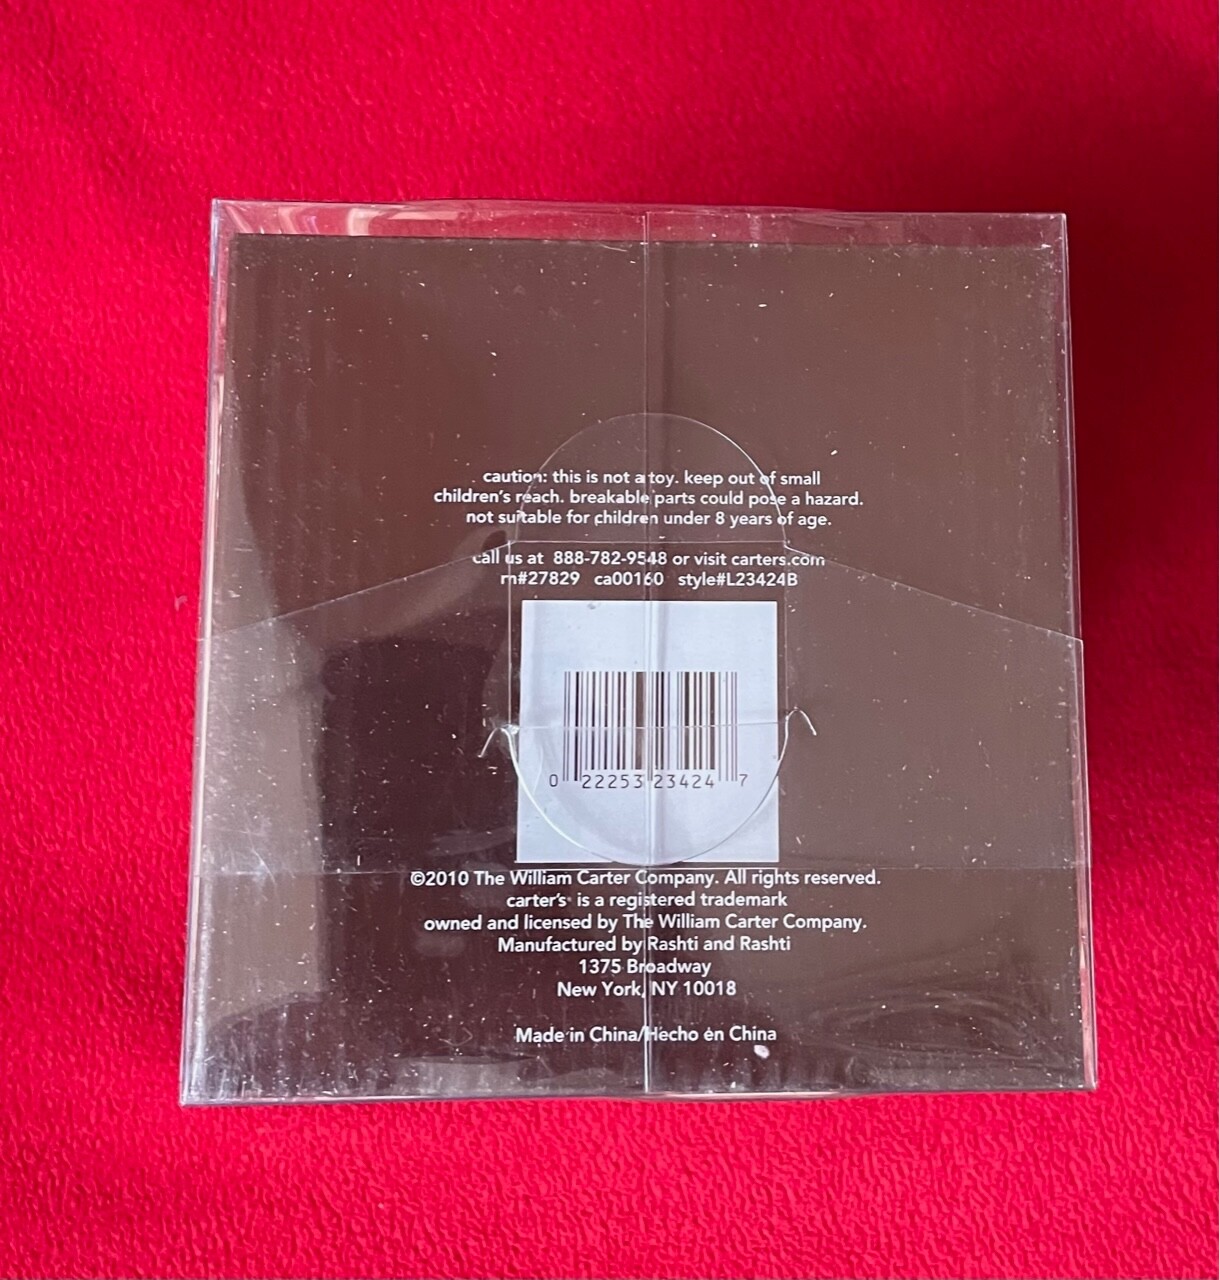 caution: this is not a toy. keep out of small
children's reach. breakable parts could pose a hazard.
not suitable for children under 8 years of age.
call us at 888-782-9548 or visit carters.com
rn#27829 ca00160 style#L23424B
0 22253 23424 7
©2010 The William Carter Company. All rights reserved.
carter's is a registered trademark
owned and licensed by The William Carter Company.
Manufactured by Rashti and Rashti
1375 Broadway
New York, NY 10018
Made in China/Hecho en China